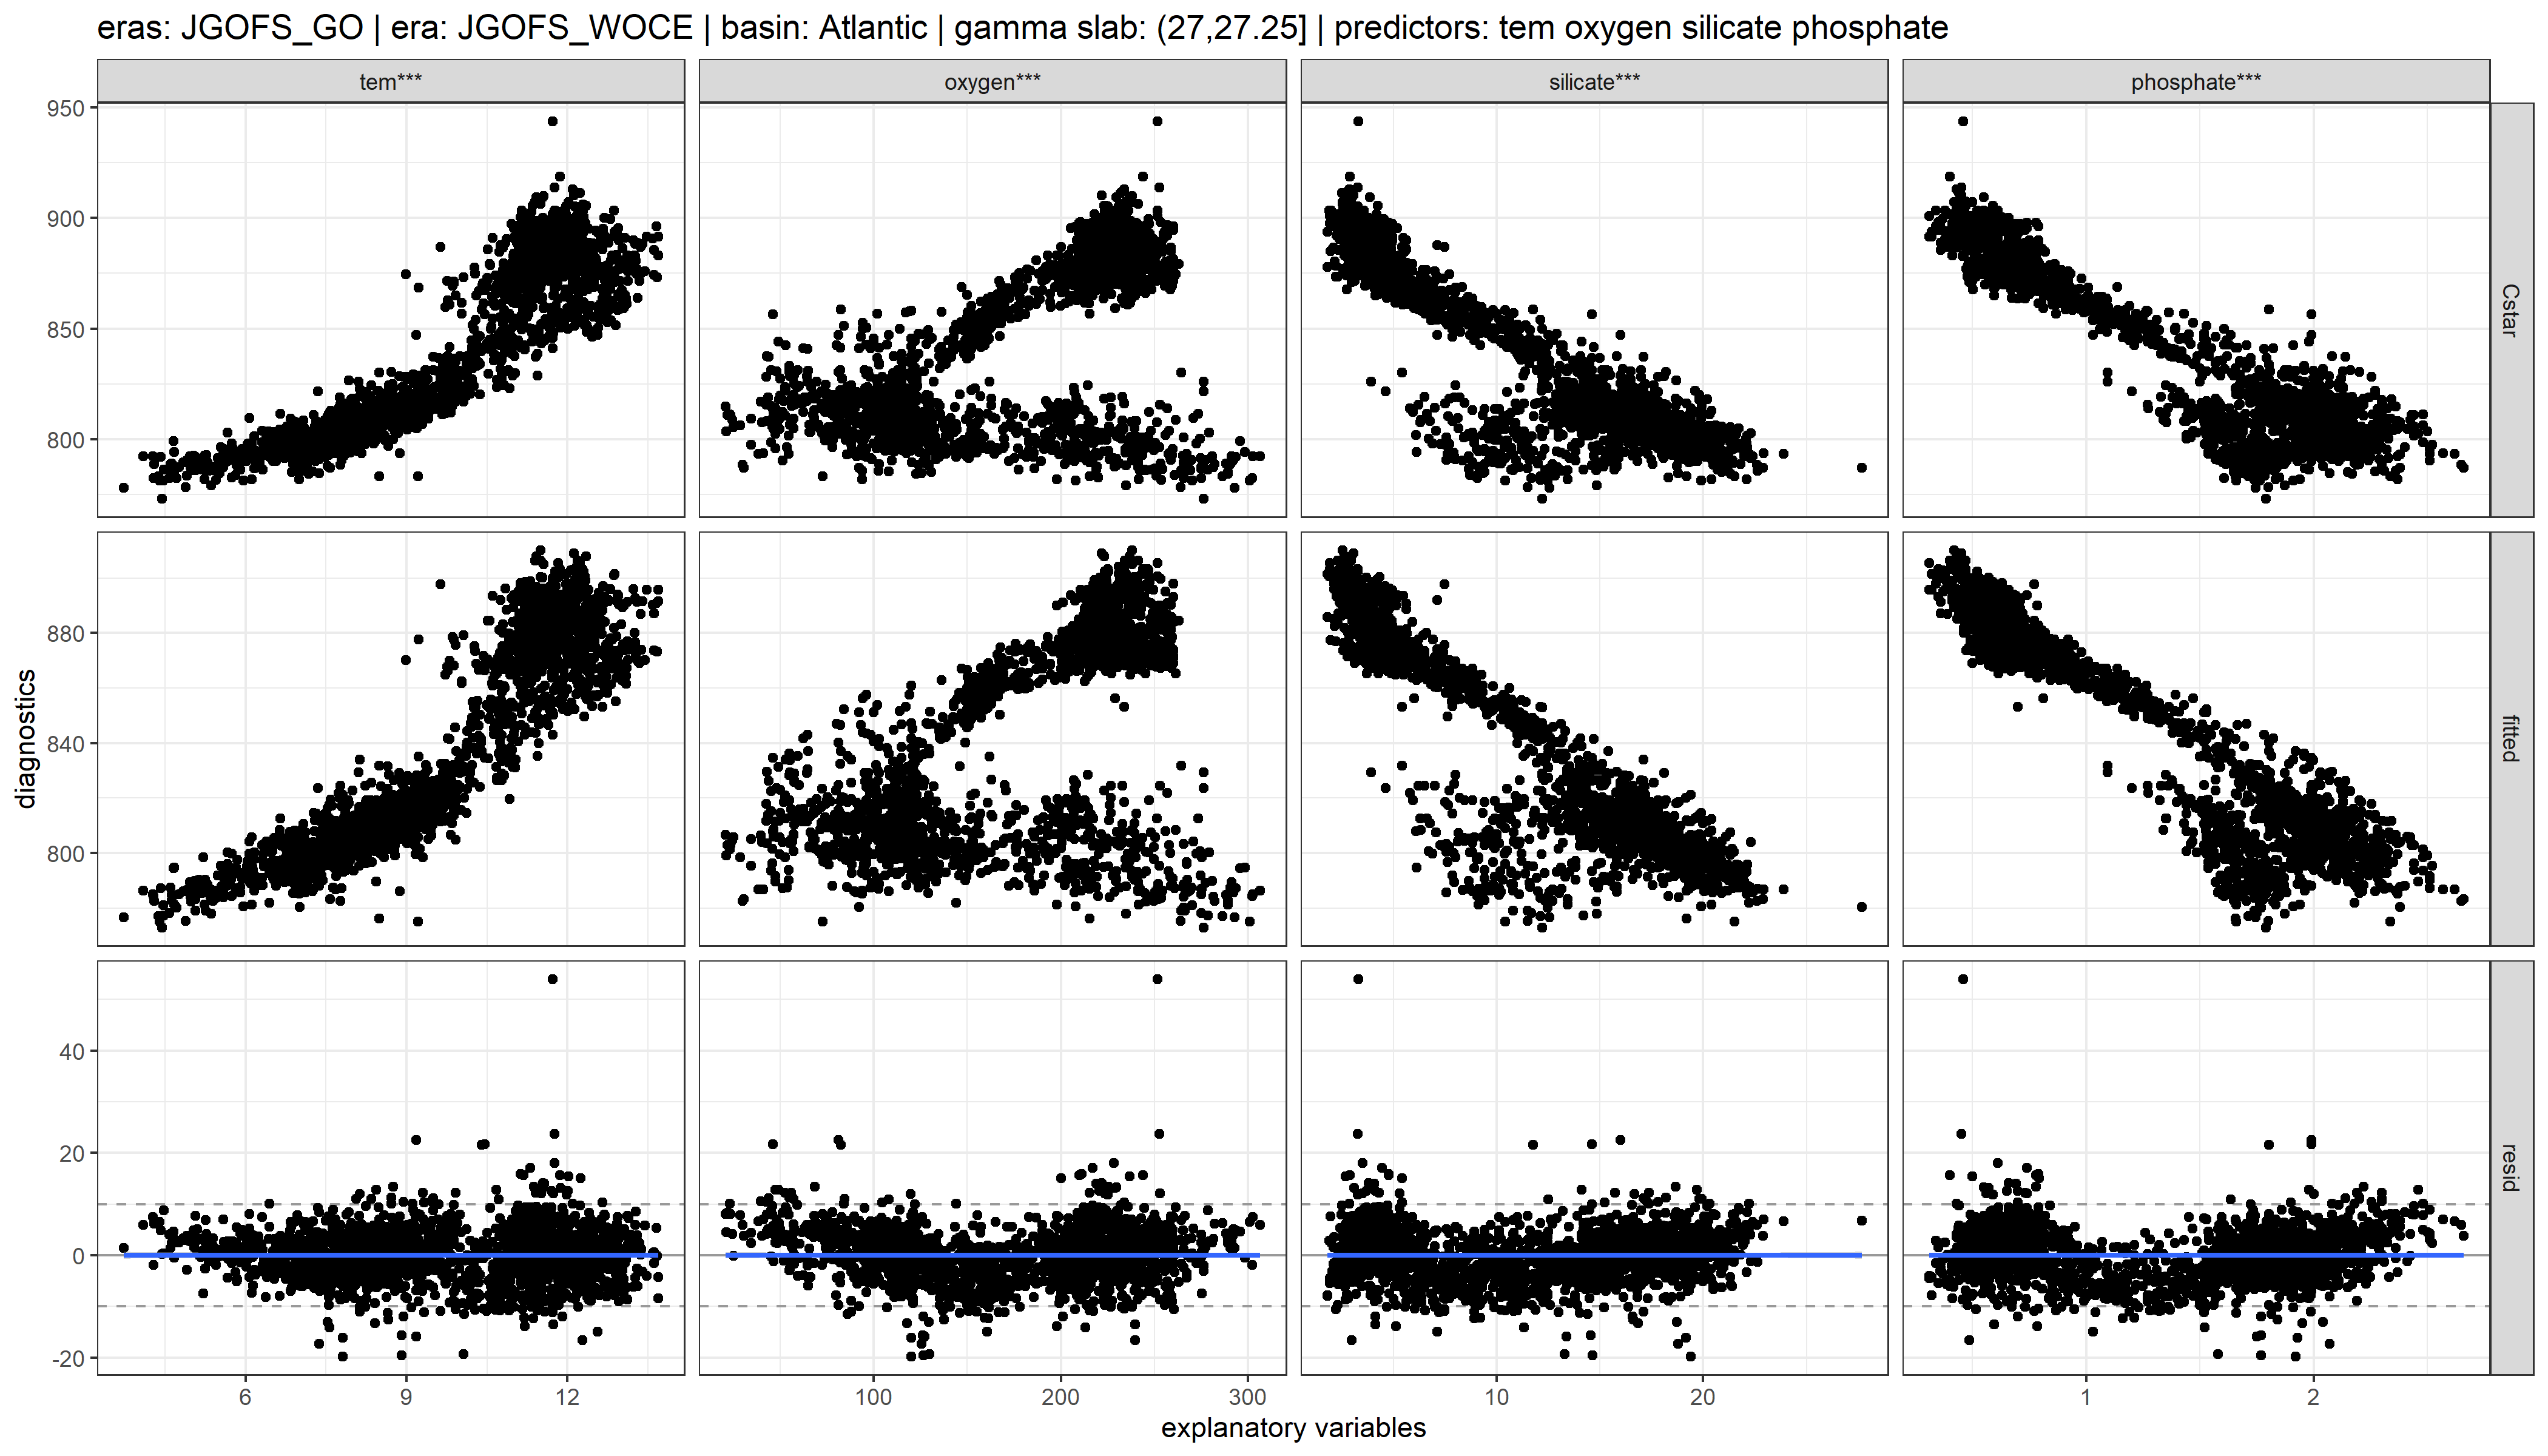 eras: JGOFS_GO | era: JGOFS_WOCE | basin: Atlantic | gamma slab: (27,27.25] | predictors: tem oxygen silicate phosphate
tem*** oxygen*** silicate*** phosphate***
950
900
850
800
Cstar
880
840
800
fitted
diagnostics
40
20
0
-20
resid
6 9 12 100 200 300 10 20 1 2
explanatory variables